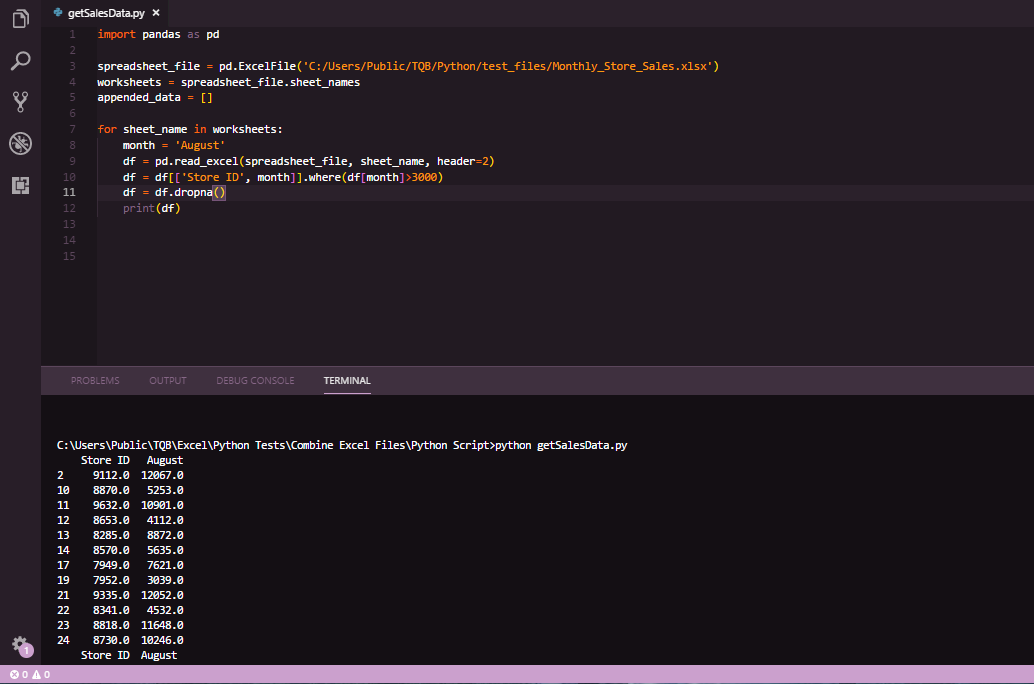 getSalesData.py ×
1 import pandas as pd
2
3 spreadsheet_file = pd.ExcelFile('C:/Users/Public/TQB/Python/test_files/Monthly_Store_Sales.xlsx')
4 worksheets = spreadsheet_file.sheet_names
5 appended_data = []
6
7 for sheet_name in worksheets:
8     month = 'August'
9     df = pd.read_excel(spreadsheet_file, sheet_name, header=2)
10     df = df[['Store ID', month]].where(df[month]>3000)
11     df = df.dropna()
12     print(df)
13
14
15
PROBLEMS OUTPUT DEBUG CONSOLE TERMINAL
C:\Users\Public\TQB\Excel\Python Tests\Combine Excel Files\Python Script>python getSalesData.py
Store ID August
2 9112.0 12067.0
10 8870.0 5253.0
11 9632.0 10901.0
12 8653.0 4112.0
13 8285.0 8872.0
14 8570.0 5635.0
17 7949.0 7621.0
19 7952.0 3039.0
21 9335.0 12052.0
22 8341.0 4532.0
23 8818.0 11648.0
24 8730.0 10246.0
Store ID August
1
0 0